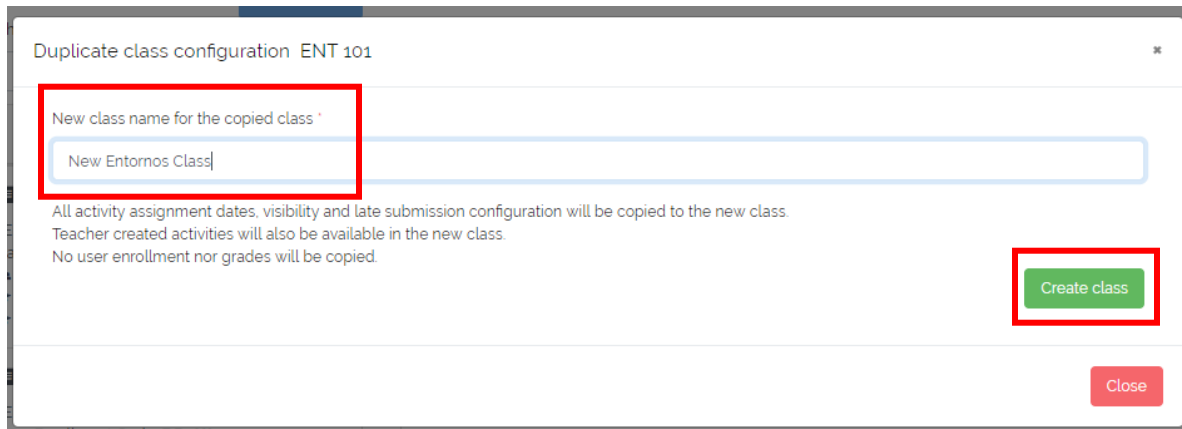 Duplicate class configuration ENT 101
×
New class name for the copied class *
New Entornos Class
All activity assignment dates, visibility and late submission configuration will be copied to the new class.
Teacher created activities will also be available in the new class.
No user enrollment nor grades will be copied.
Create class
Close